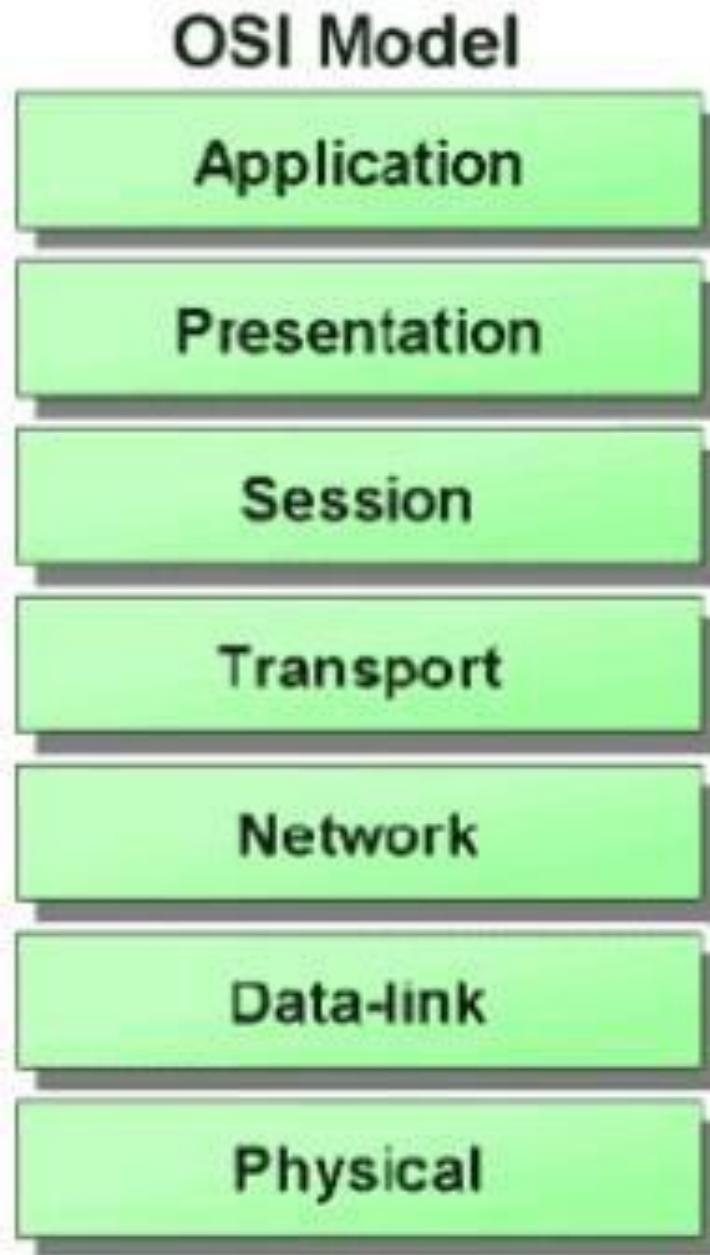 OSI Model
Application
Presentation
Session
Transport
Network
Data-link
Physical